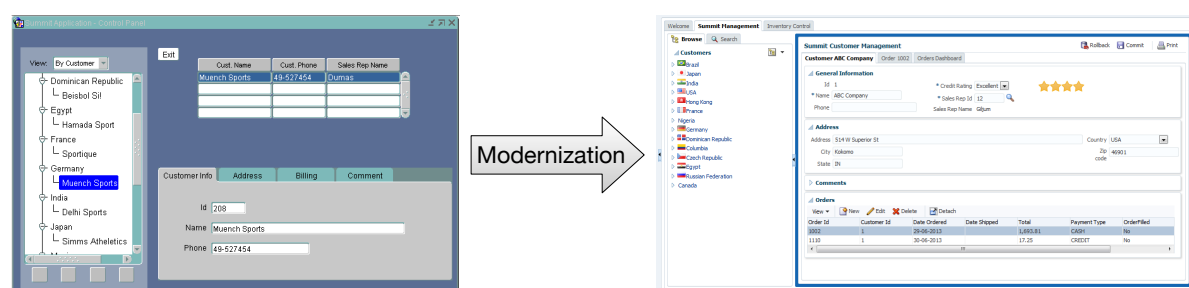 Summit Application - Control Panel
Exit
View: By Customer
Dominican Republic
Beisbol Si!
Egypt
Hamada Sport
France
Sportique
Germany
Muench Sports
India
Delhi Sports
Japan
Simms Atheletics
Cust. Name Cust. Phone Sales Rep Name
Muench Sports 49-527454 Dumas
Customer Info Address Billing Comment
Id 208
Name Muench Sports
Phone 49-527454
Modernization
Welcome Summit Management Inventory Control
Browse Search
Customers
Brazil
Japan
India
USA
Hong Kong
France
Nigeria
Germany
Dominican Republic
Columbia
Czech Republic
Egypt
Russian Federation
Canada
Summit Customer Management Rollback Commit Print
Customer ABC Company Order 1002 Orders Dashboard
General Information
Id 1 * Credit Rating Excellent
* Name ABC Company * Sales Rep Id 12
Phone Sales Rep Name Giljum
Address
Address 514 W Superior St Country USA
City Kokomo Zip code 46901
State IN
Comments
Orders
View New Edit Delete Detach
Order Id Customer Id Date Ordered Date Shipped Total Payment Type OrderFilled
1002 1 29-06-2013 1,693.81 CASH No
1110 1 30-06-2013 17.25 CREDIT No